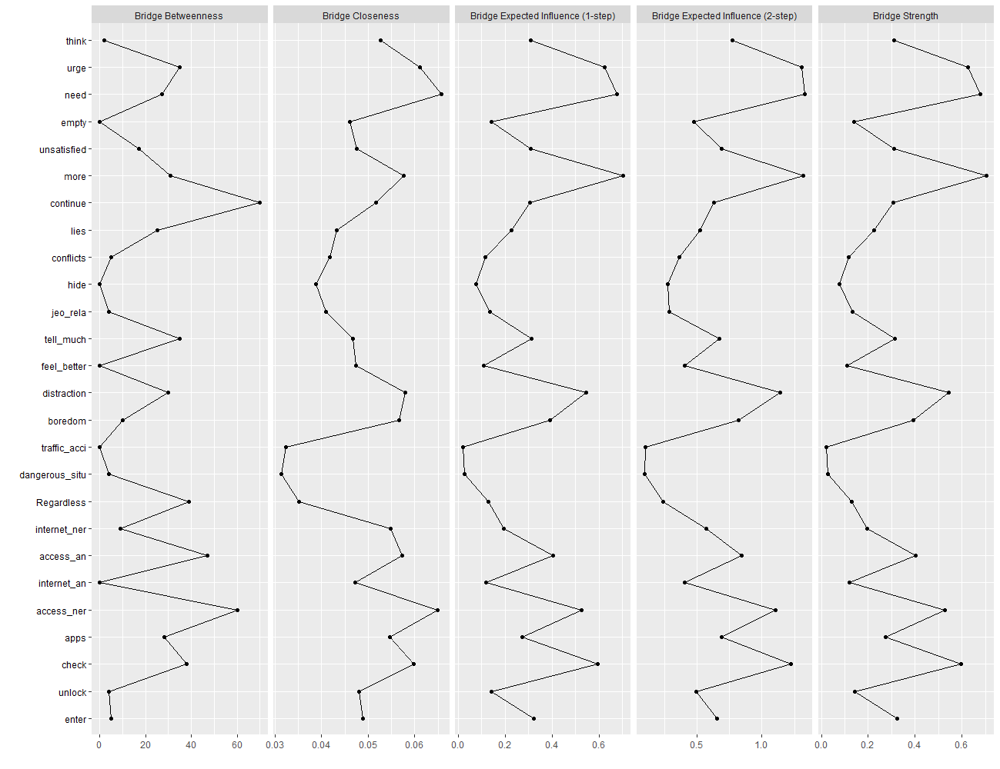 Bridge Betweenness Bridge Closeness Bridge Expected Influence (1-step) Bridge Expected Influence (2-step) Bridge Strength
think
urge
need
empty
unsatisfied
more
continue
lies
conflicts
hide
jeo_rela
tell_much
feel_better
distraction
boredom
traffic_acci
dangerous_situ
Regardless
internet_ner
access_an
internet_an
access_ner
apps
check
unlock
enter
0 20 40 60 0.03 0.04 0.05 0.06 0.0 0.2 0.4 0.6 0.5 1.0 0.0 0.2 0.4 0.6